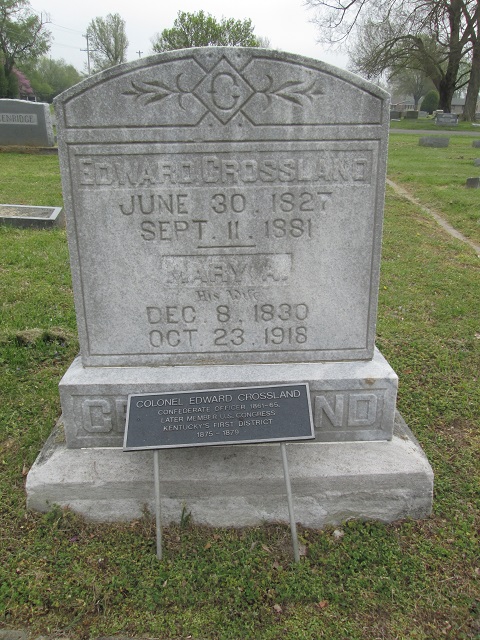 C
EDWARD CROSSLAND
JUNE 30, 1827
SEPT. 11, 1881
MARY A.
HIS WIFE
DEC. 8, 1830
OCT. 23, 1918
COLONEL EDWARD CROSSLAND
CONFEDERATE OFFICER, 1861-65,
LATER MEMBER U.S. CONGRESS
KENTUCKY'S FIRST DISTRICT
1875 - 1879